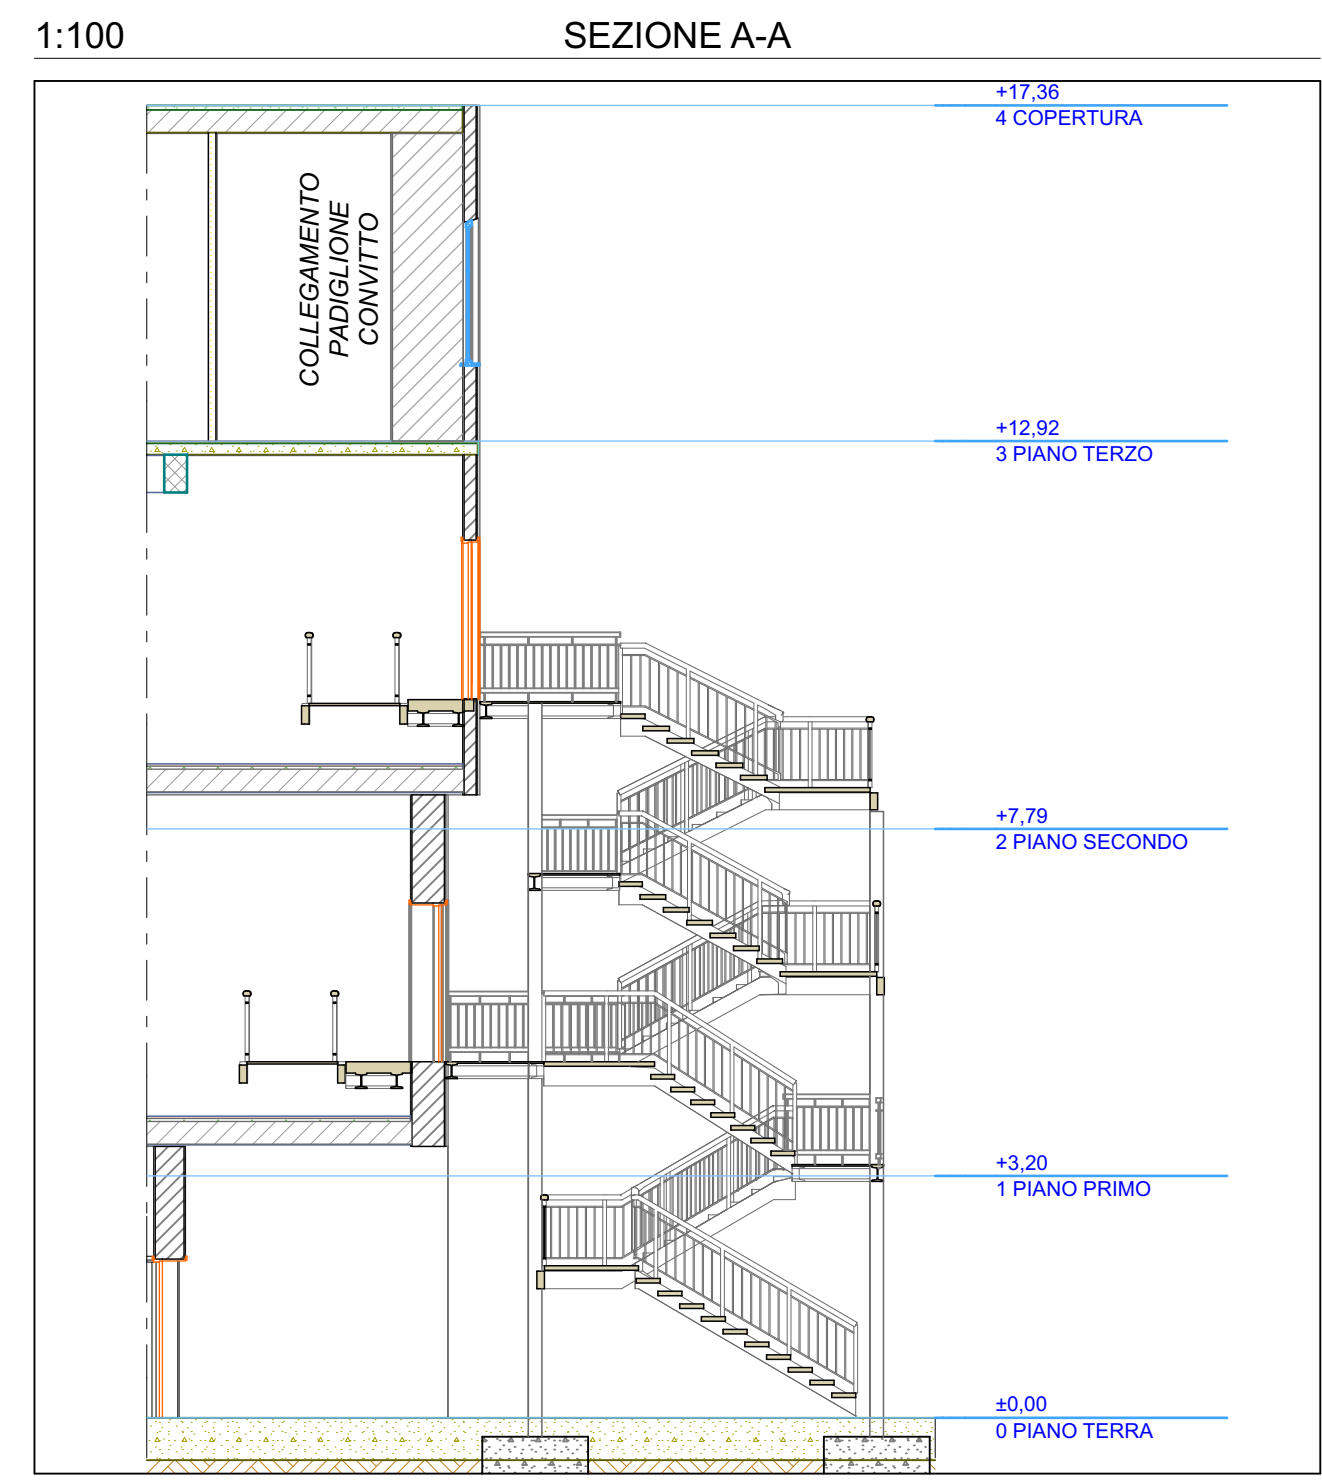 1:100
SEZIONE A-A
+17,36
4 COPERTURA
COLLEGAMENTO
PADIGLIONE
CONVITTO
+12,92
3 PIANO TERZO
+7,79
2 PIANO SECONDO
+3,20
1 PIANO PRIMO
±0,00
0 PIANO TERRA